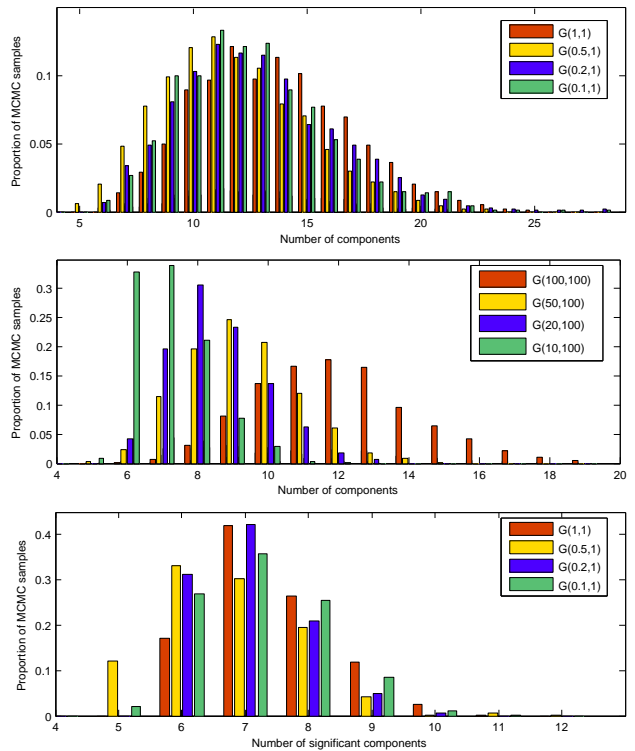 G(1,1)
G(0.5,1)
G(0.2,1)
G(0.1,1)
Proportion of MCMC samples
0.1
0.05
0
5 10 15 20 25
Number of components
G(100,100)
G(50,100)
G(20,100)
G(10,100)
Proportion of MCMC samples
0.3
0.25
0.2
0.15
0.1
0.05
0
4 6 8 10 12 14 16 18 20
Number of components
G(1,1)
G(0.5,1)
G(0.2,1)
G(0.1,1)
Proportion of MCMC samples
0.4
0.3
0.2
0.1
0
4 5 6 7 8 9 10 11 12
Number of significant components